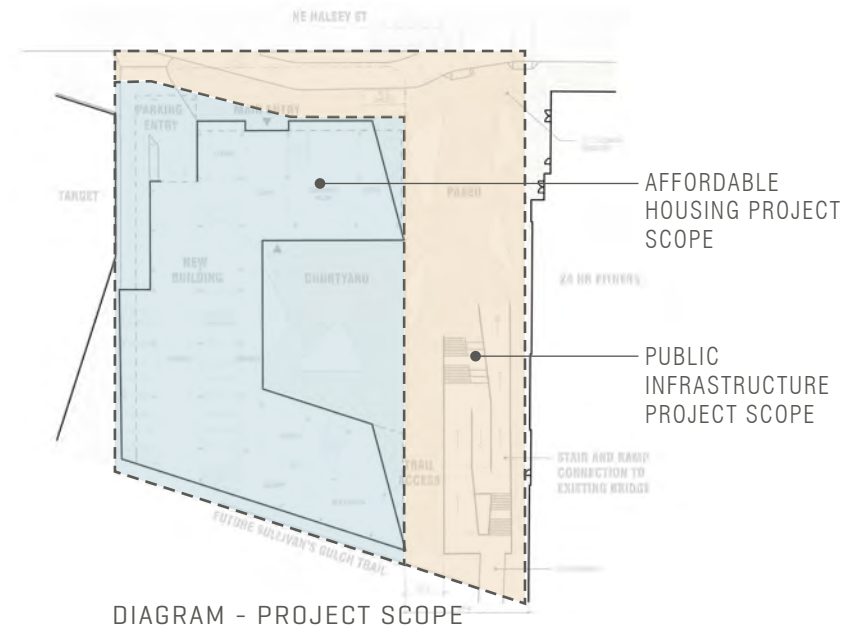 NE HALSEY ST
PARKING
ENTRY
MAIN ENTRY
TARGET
PASEO
AFFORDABLE
HOUSING PROJECT
SCOPE
NEW
BUILDING
COURTYARD
24 HR FITNESS
PUBLIC
INFRASTRUCTURE
PROJECT SCOPE
TRAIL
ACCESS
STAIR AND RAMP
CONNECTION TO
EXISTING BRIDGE
FUTURE SULLIVAN'S GULCH TRAIL
DIAGRAM - PROJECT SCOPE